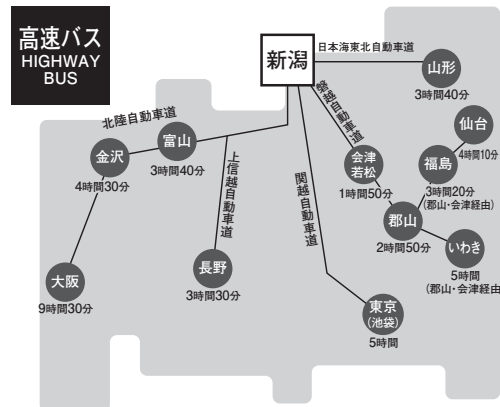 高速バス
HIGHWAY
BUS
新潟
日本海東北自動車道
山形
3時間40分
仙台
4時間10分
福島
3時間20分
(郡山・会津経由)
磐越自動車道
会津
若松
1時間50分
郡山
2時間50分
いわき
5時間
(郡山・会津経由)
北陸自動車道
富山
3時間40分
金沢
4時間30分
大阪
9時間30分
上信越自動車道
長野
3時間30分
関越自動車道
東京
(池袋)
5時間